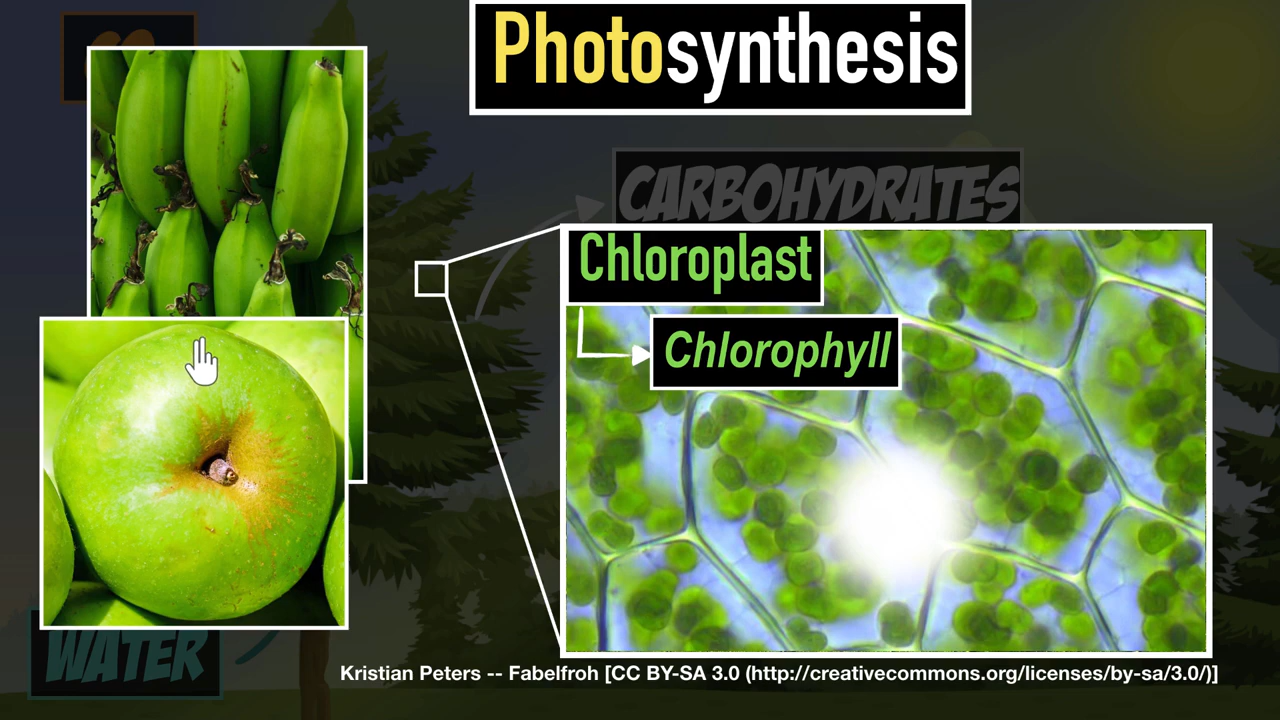 Photosynthesis
CARBOHYDRATES
Chloroplast
Chlorophyll
WATER
Kristian Peters -- Fabelfroh [CC BY-SA 3.0 (http://creativecommons.org/licenses/by-sa/3.0/)]